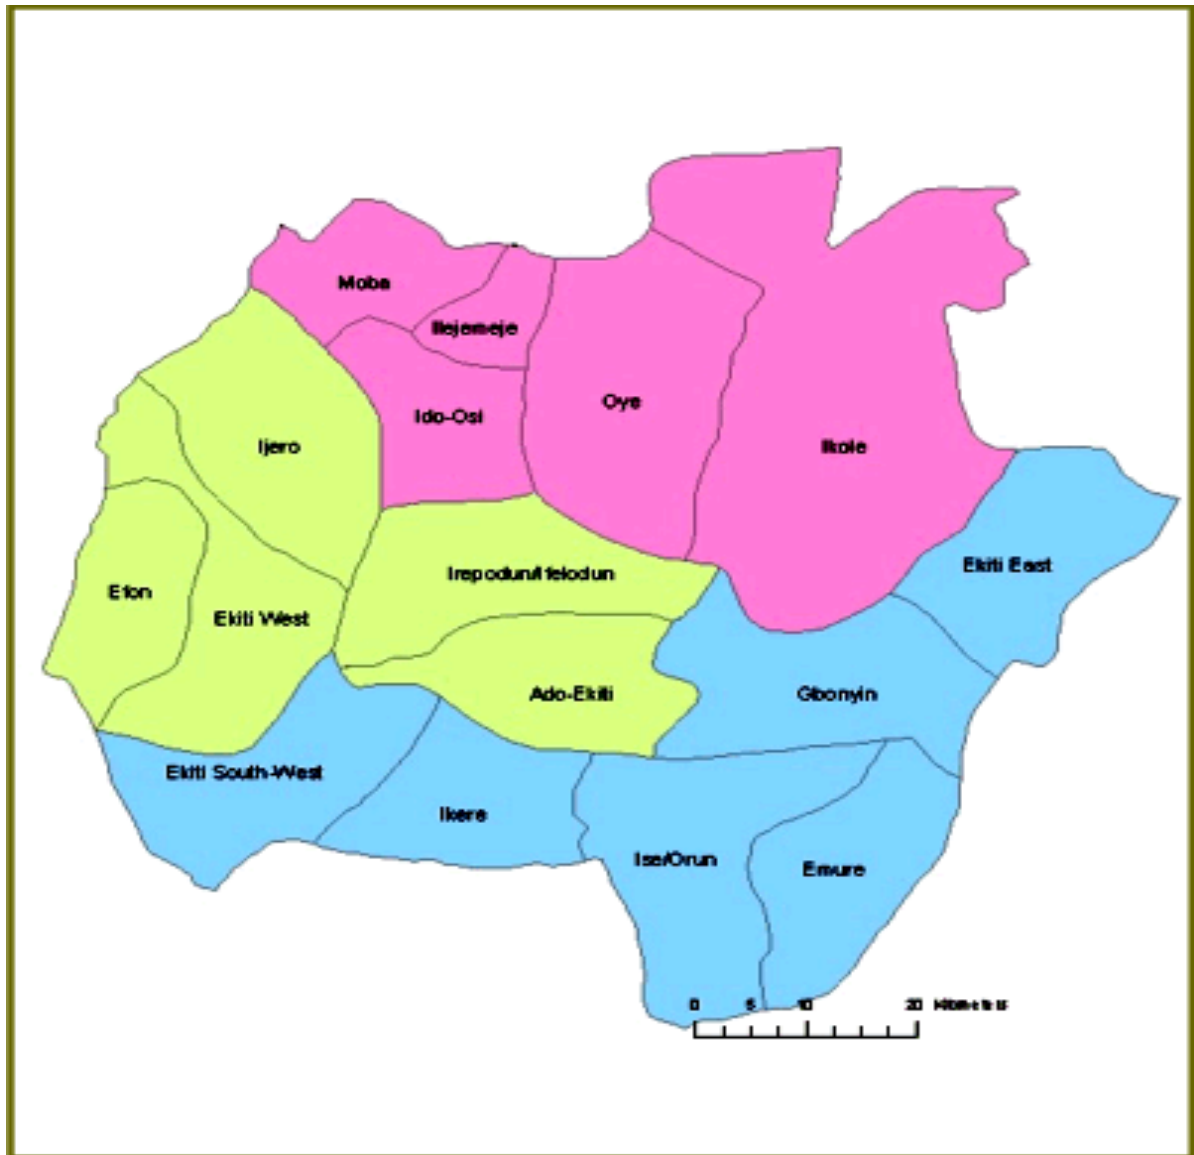 Moba
Ilejemeje
Oye
Ido-Osi
Ijero
Ikole
Ekiti East
Irepodun/Ifelodun
Efon
Ekiti West
Ado-Ekiti
Gbonyin
Ekiti South-West
Ikere
Ise/Orun
Emure
0 5 10 20 Kilometers